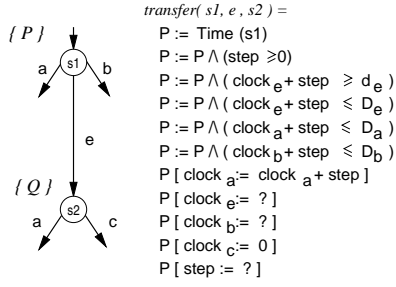 transfer( s1, e , s2 ) =
{ P }
s1
a
b
e
{ Q }
s2
a
c
P := Time (s1)
P := P /\ (step ⩾0)
P := P /\ ( clock e + step ⩾ d e )
P := P /\ ( clock e + step ⩽ D e )
P := P /\ ( clock a + step ⩽ D a )
P := P /\ ( clock b + step ⩽ D b )
P [ clock a := clock a + step ]
P [ clock e := ? ]
P [ clock b := ? ]
P [ clock c := 0 ]
P [ step := ? ]